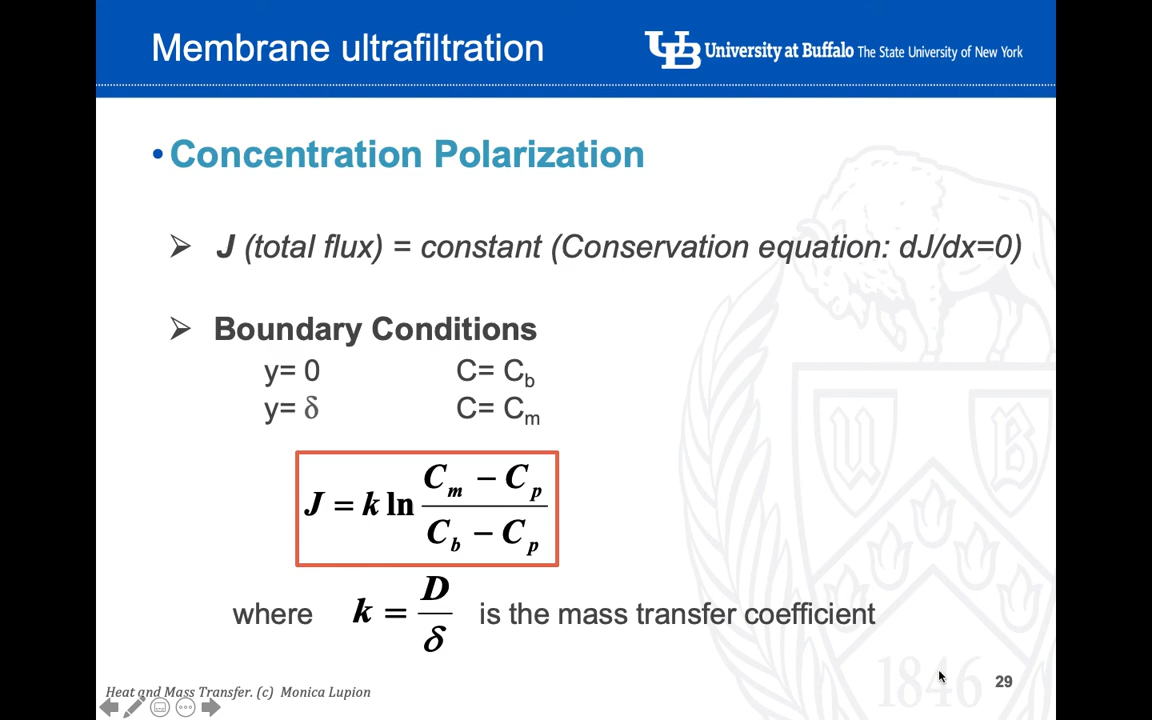 Membrane ultrafiltration
UB University at Buffalo The State University of New York
• Concentration Polarization
➢ J (total flux) = constant (Conservation equation: dJ/dx=0)
➢ Boundary Conditions
y= 0 C= C_b
y= δ C= C_m
J = k ln (C_m − C_p)/(C_b − C_p)
where k = D/δ is the mass transfer coefficient
U B
1846
Heat and Mass Transfer. (c) Monica Lupion
29